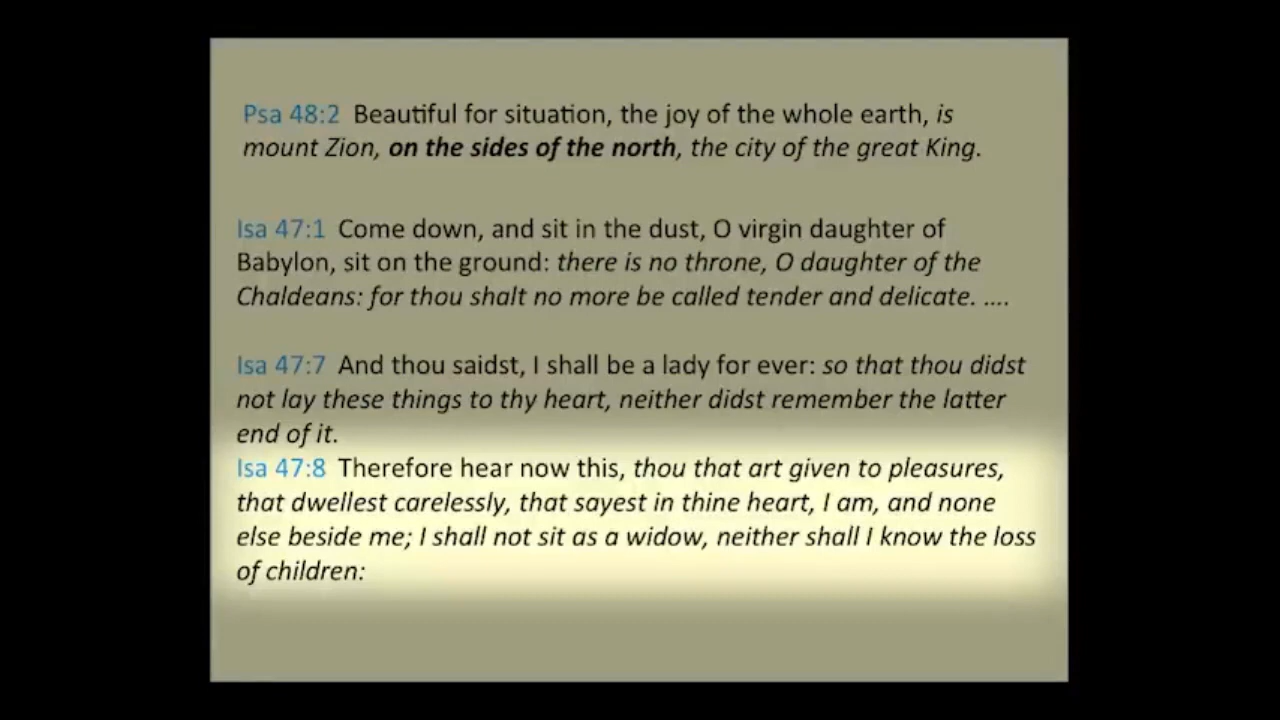 Psa 48:2 Beautiful for situation, the joy of the whole earth, is
mount Zion, on the sides of the north, the city of the great King.
Isa 47:1 Come down, and sit in the dust, O virgin daughter of
Babylon, sit on the ground: there is no throne, O daughter of the
Chaldeans: for thou shalt no more be called tender and delicate. ....
Isa 47:7 And thou saidst, I shall be a lady for ever: so that thou didst
not lay these things to thy heart, neither didst remember the latter
end of it.
Isa 47:8 Therefore hear now this, thou that art given to pleasures,
that dwellest carelessly, that sayest in thine heart, I am, and none
else beside me; I shall not sit as a widow, neither shall I know the loss
of children: